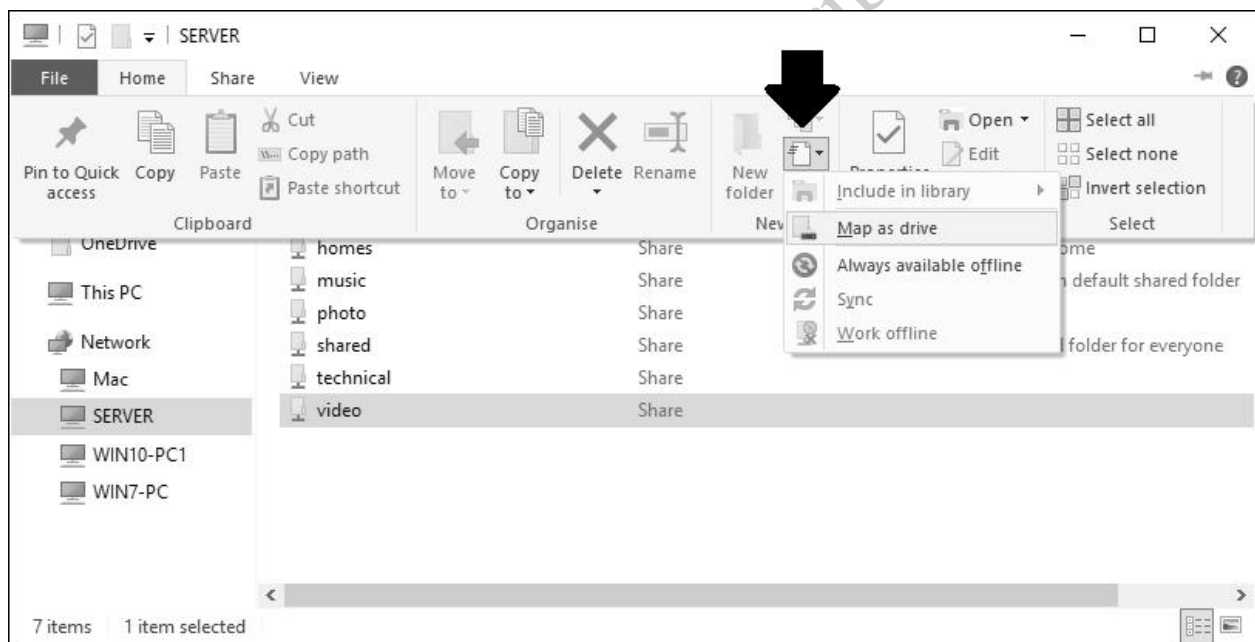 SERVER
File Home Share View
Pin to Quick access
Copy
Paste
Cut
Copy path
Paste shortcut
Clipboard
Move to
Copy to
Delete
Rename
Organise
New folder
Open
Edit
Select all
Select none
Invert selection
Select
Include in library
Map as drive
Always available offline
Sync
Work offline
OneDrive
This PC
Network
Mac
SERVER
WIN10-PC1
WIN7-PC
homes Share
music Share default shared folder
photo Share
shared Share folder for everyone
technical Share
video Share
7 items 1 item selected